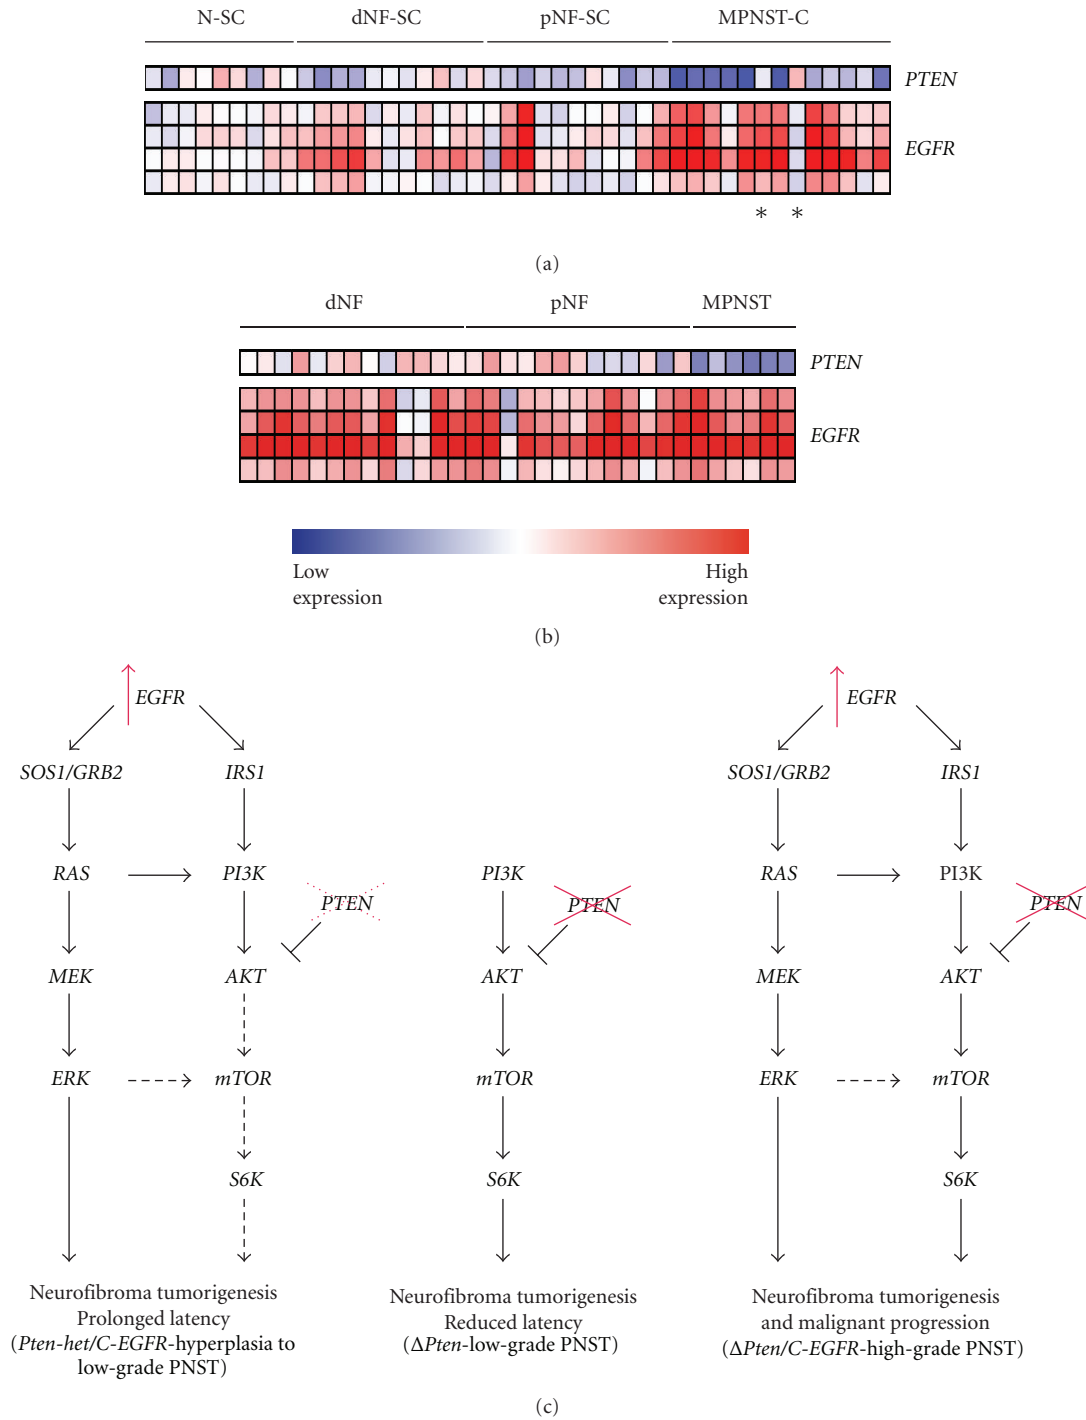 N-SC dNF-SC pNF-SC MPNST-C
PTEN
EGFR
* *
(a)
dNF pNF MPNST
PTEN
EGFR
Low expression
High expression
(b)
EGFR
SOS1/GRB2 IRS1
RAS PI3K
PTEN
MEK AKT
ERK mTOR
S6K
Neurofibroma tumorigenesis
Prolonged latency
(Pten-het/C-EGFR-hyperplasia to
low-grade PNST)
PI3K
PTEN
AKT
mTOR
S6K
Neurofibroma tumorigenesis
Reduced latency
(ΔPten-low-grade PNST)
EGFR
SOS1/GRB2 IRS1
RAS PI3K
PTEN
MEK AKT
ERK mTOR
S6K
Neurofibroma tumorigenesis
and malignant progression
(ΔPten/C-EGFR-high-grade PNST)
(c)